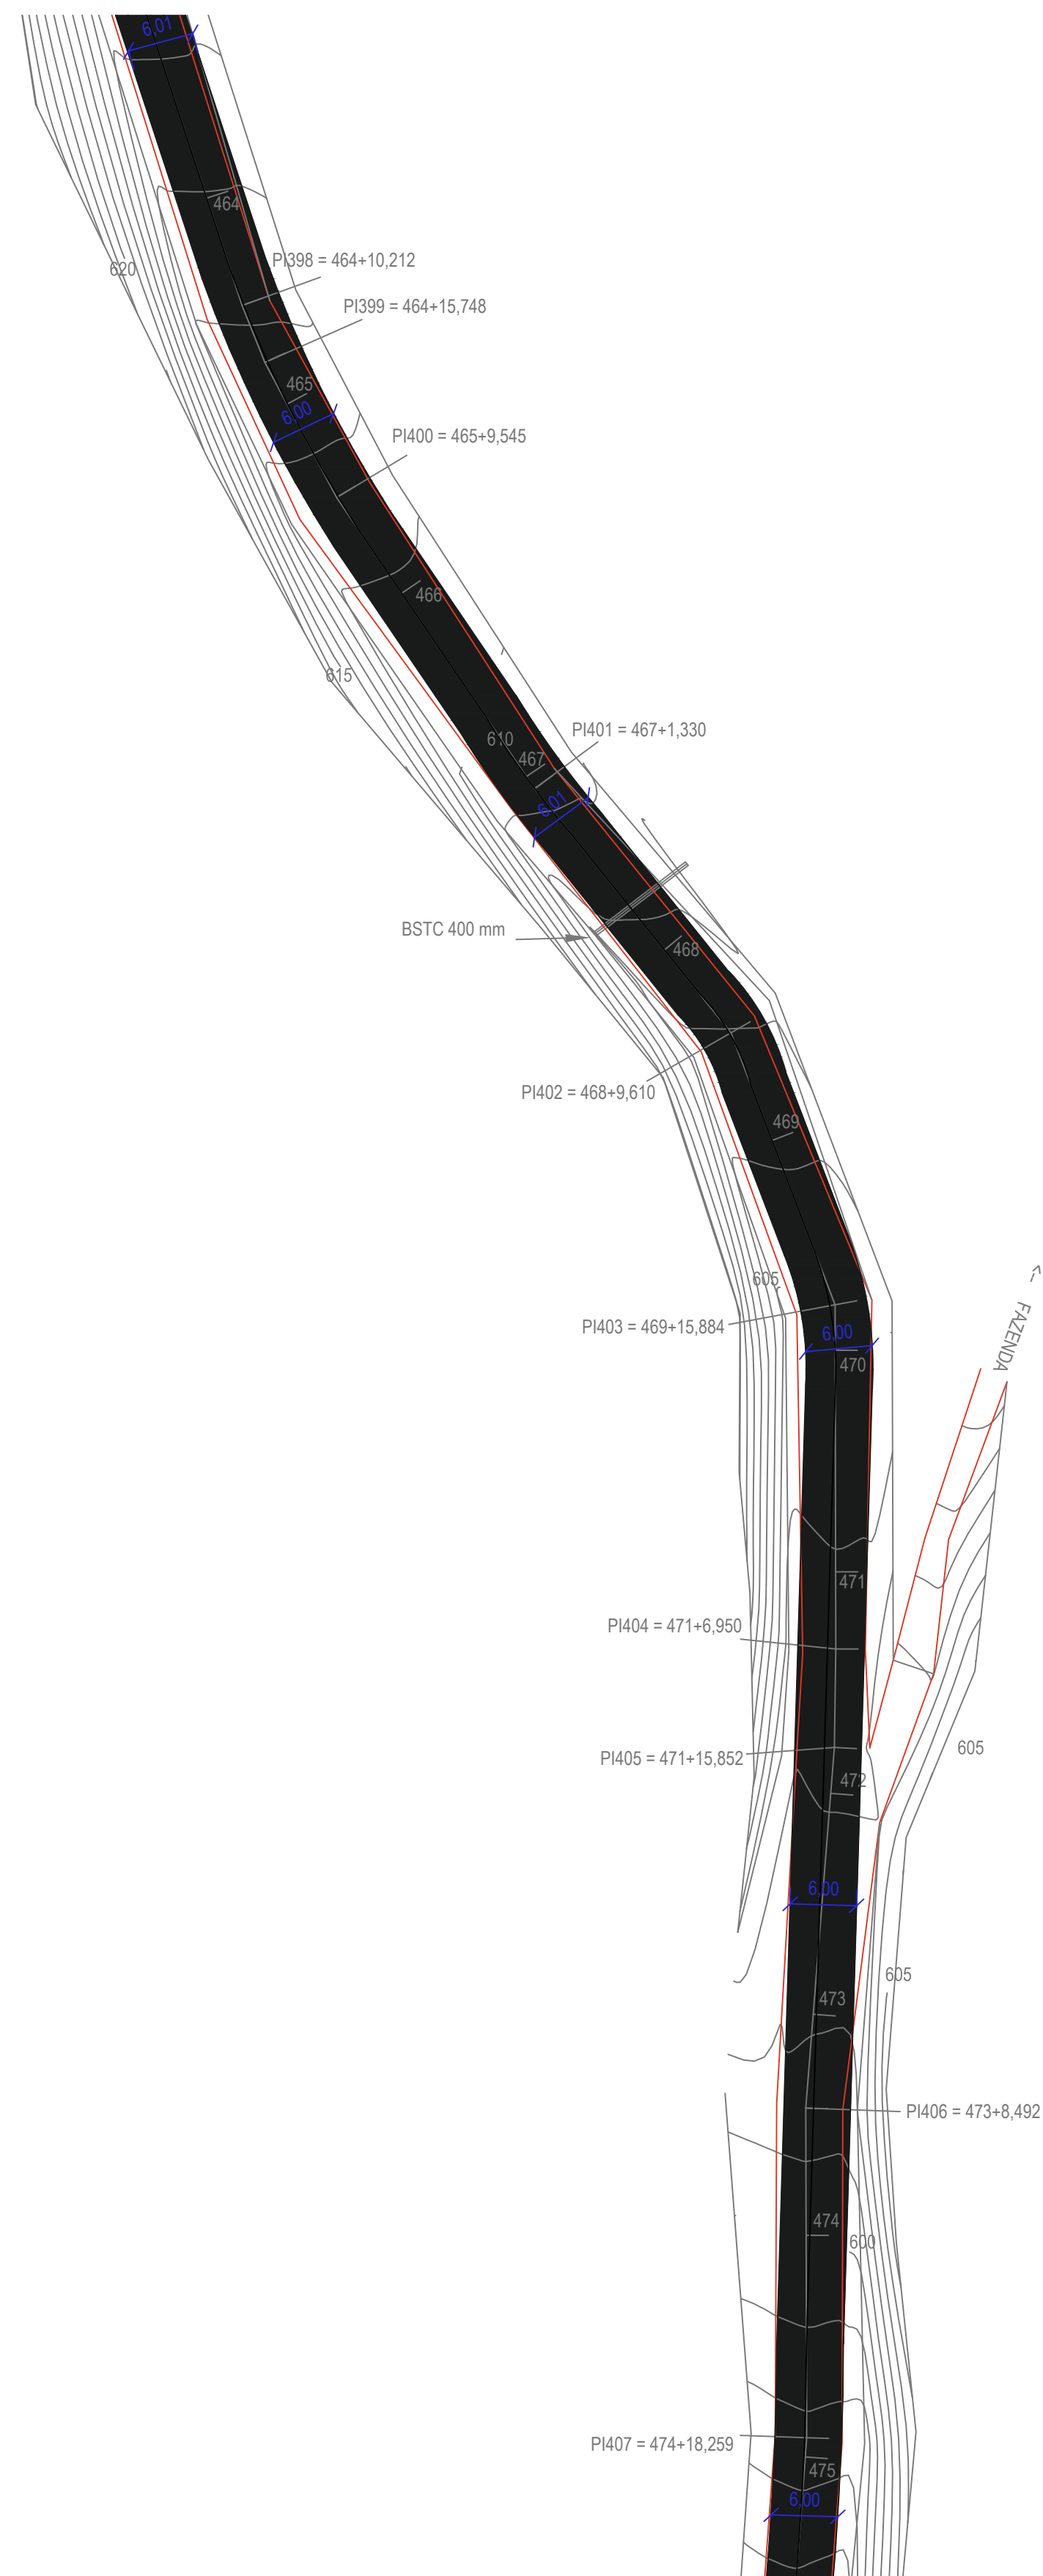 6,01
464
PI398 = 464+10,212
620
PI399 = 464+15,748
465
6,00
PI400 = 465+9,545
466
615
PI401 = 467+1,330
610
467
6,01
BSTC 400 mm
468
PI402 = 468+9,610
469
605
FAZENDA
PI403 = 469+15,884
6,00
470
471
PI404 = 471+6,950
605
PI405 = 471+15,852
472
6,00
605
473
PI406 = 473+8,492
474
600
PI407 = 474+18,259
475
6,00